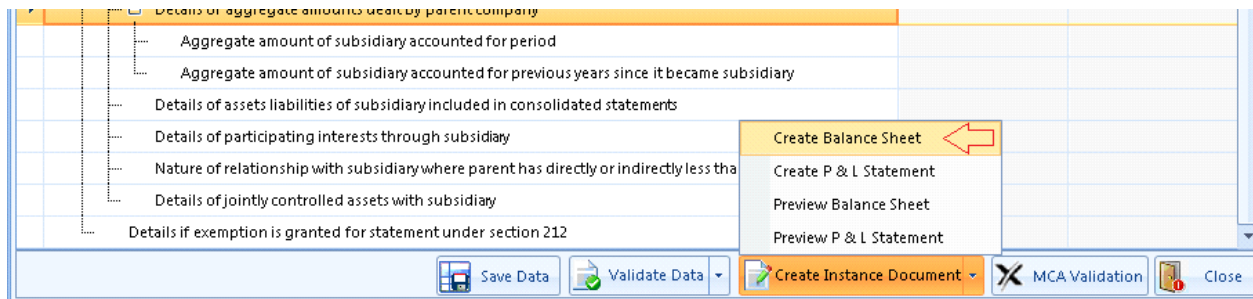 Details of aggregate amounts dealt by parent company
Aggregate amount of subsidiary accounted for period
Aggregate amount of subsidiary accounted for previous years since it became subsidiary
Details of assets liabilities of subsidiary included in consolidated statements
Details of participating interests through subsidiary
Nature of relationship with subsidiary where parent has directly or indirectly less tha
Details of jointly controlled assets with subsidiary
Details if exemption is granted for statement under section 212
Create Balance Sheet
Create P & L Statement
Preview Balance Sheet
Preview P & L Statement
Save Data Validate Data Create Instance Document MCA Validation Close